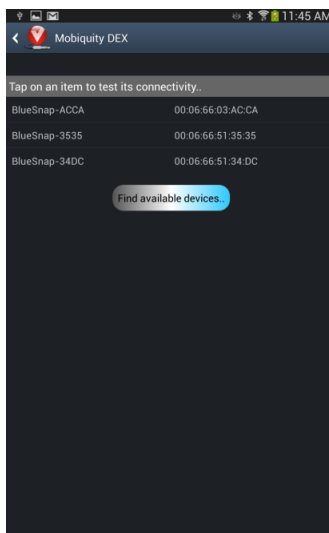 11:45 AM
Mobiquity DEX
Tap on an item to test its connectivity..
BlueSnap-ACCA 00:06:66:03:AC:CA
BlueSnap-3535 00:06:66:51:35:35
BlueSnap-34DC 00:06:66:51:34:DC
Find available devices..